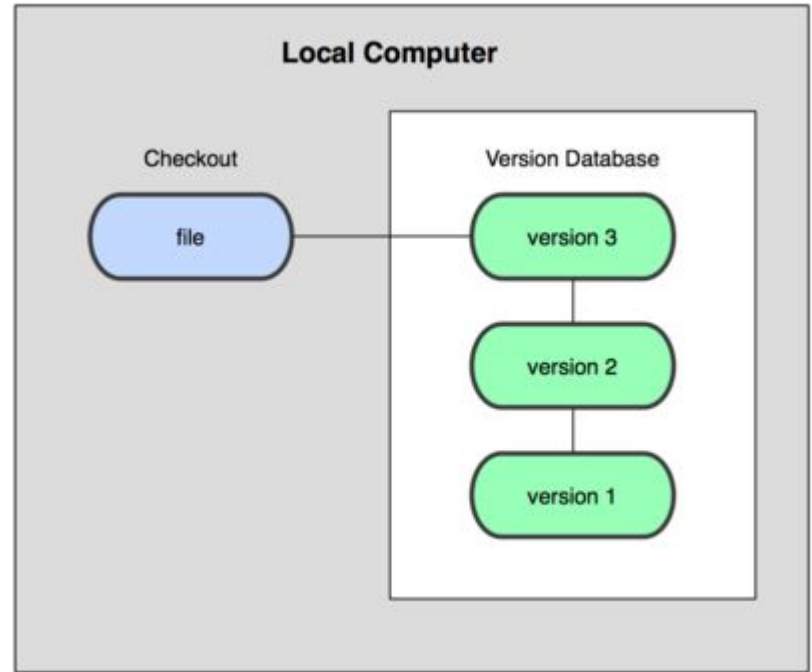 Local Computer
Checkout
Version Database
file
version 3
version 2
version 1